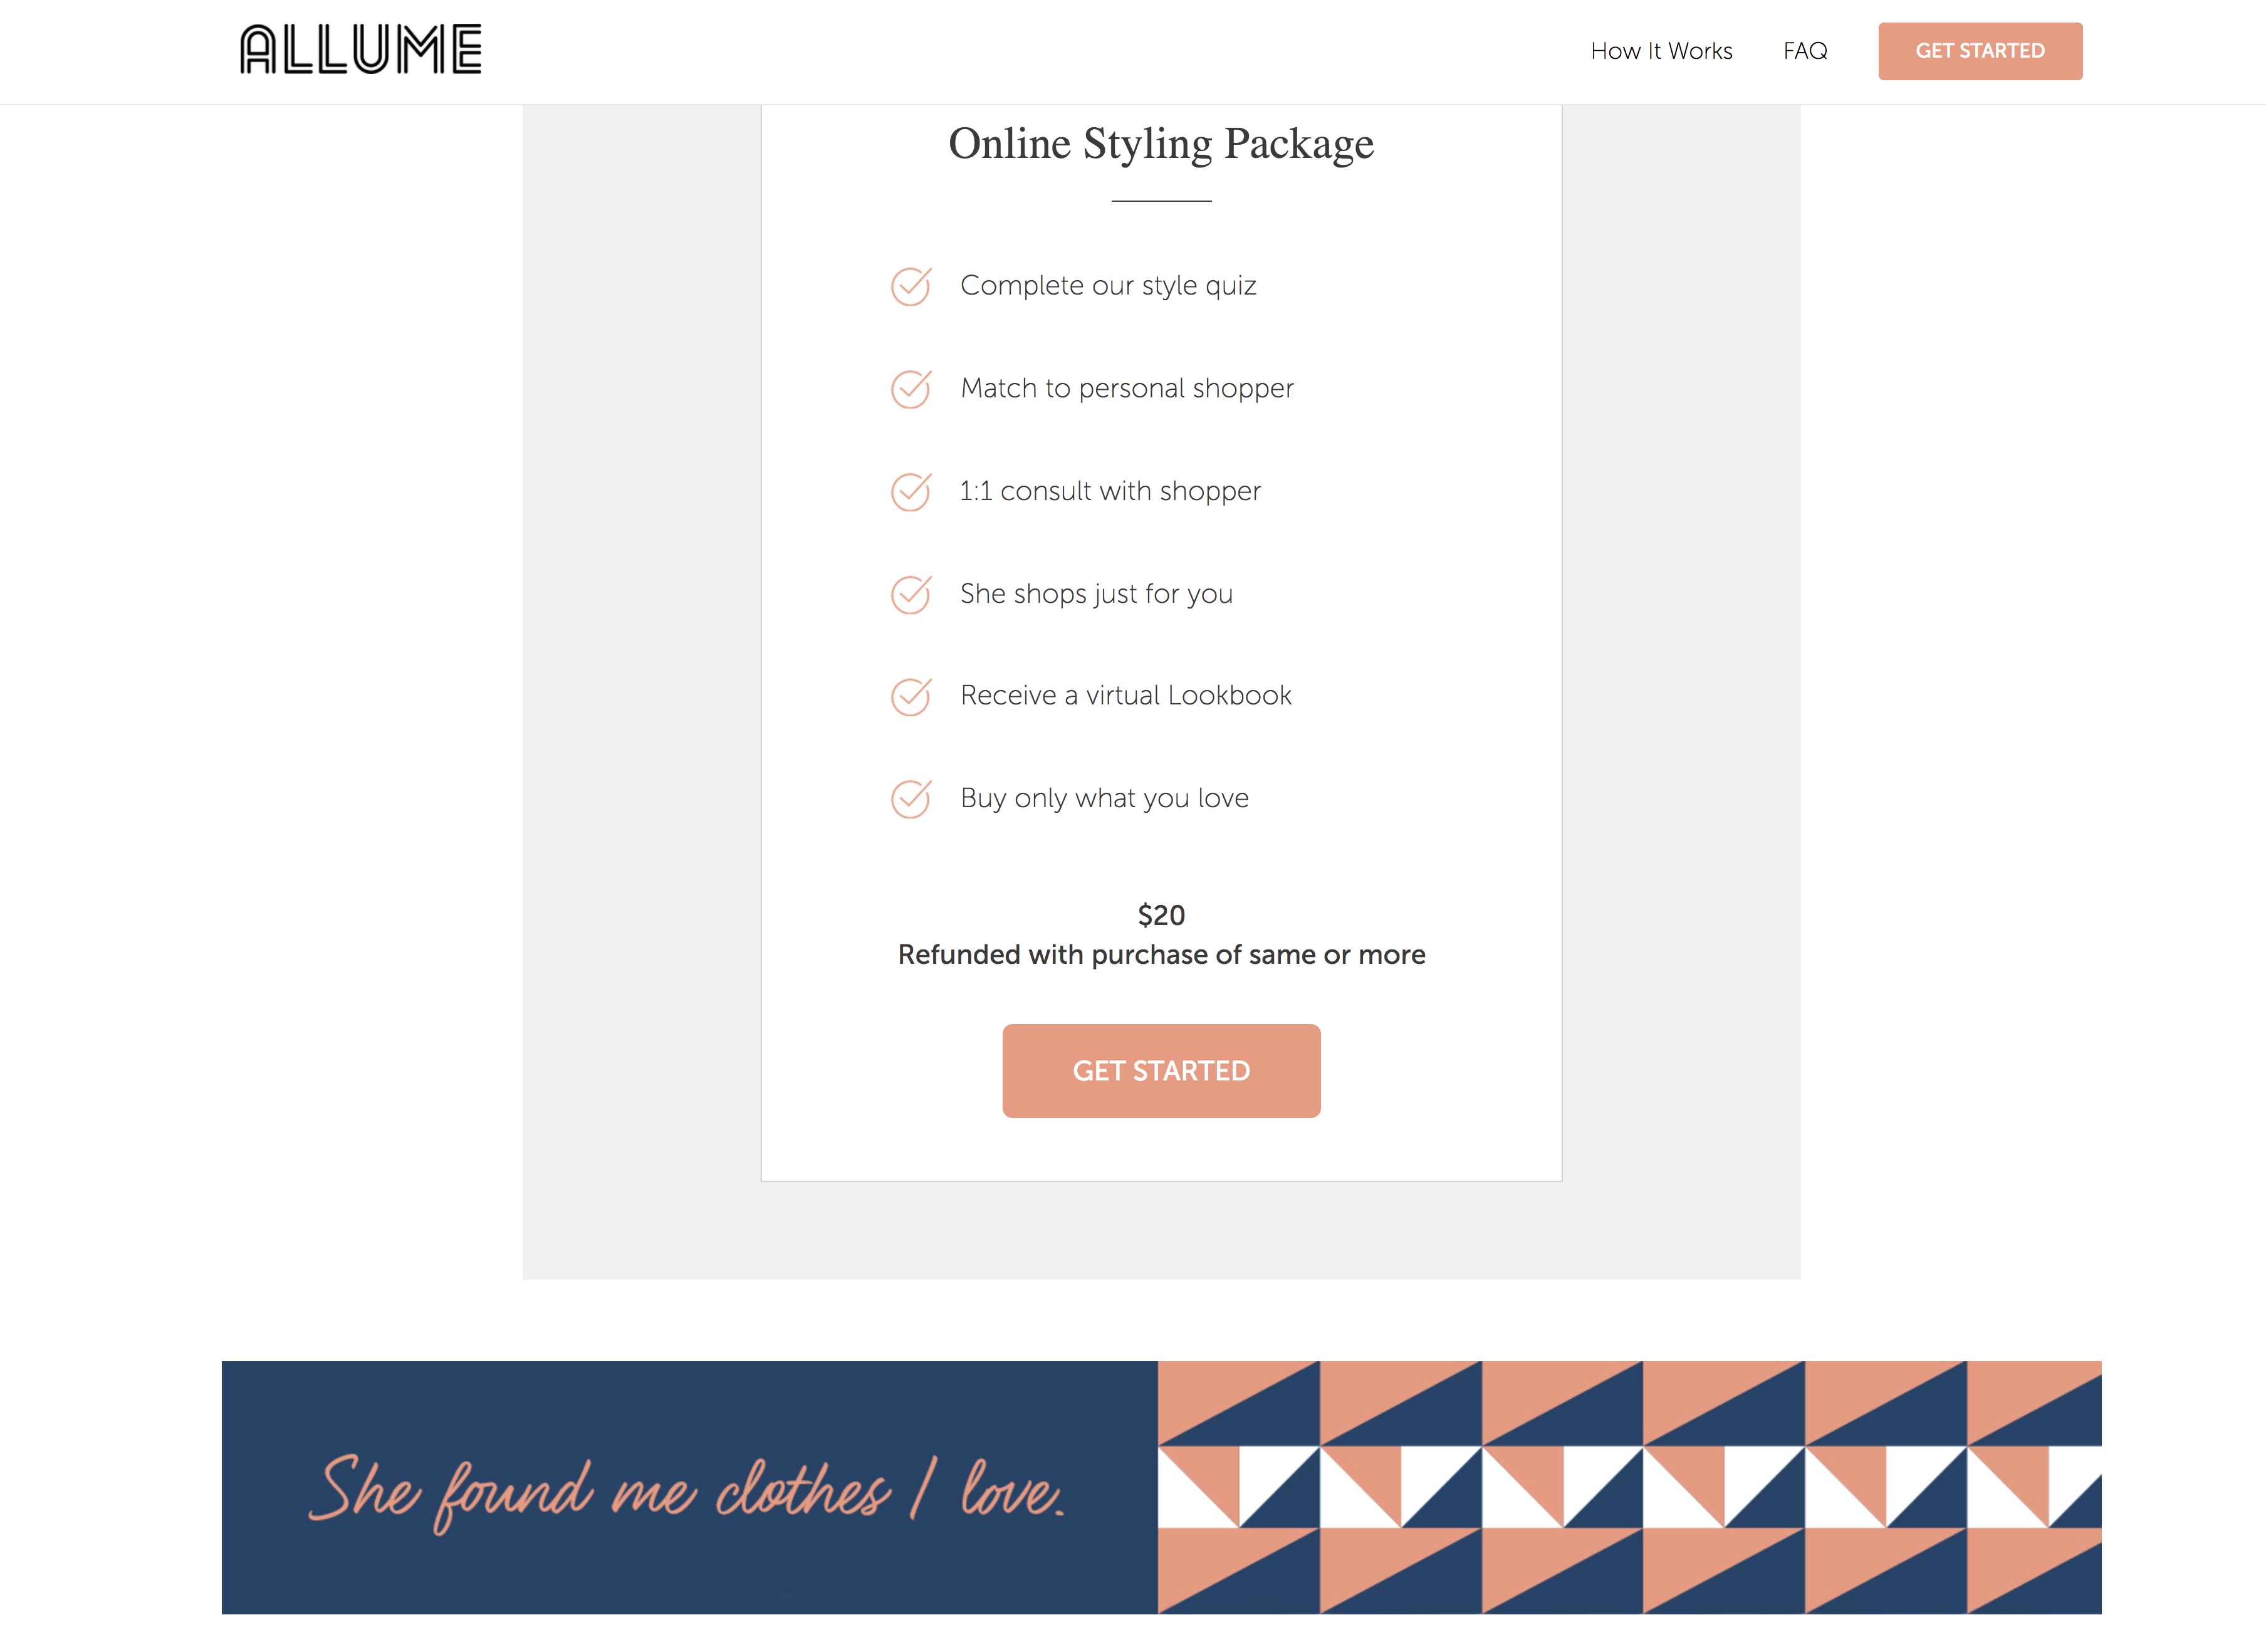 ALLUME
How It Works
FAQ
GET STARTED
Online Styling Package
Complete our style quiz
Match to personal shopper
1:1 consult with shopper
She shops just for you
Receive a virtual Lookbook
Buy only what you love
$20
Refunded with purchase of same or more
GET STARTED
She found me clothes I love.